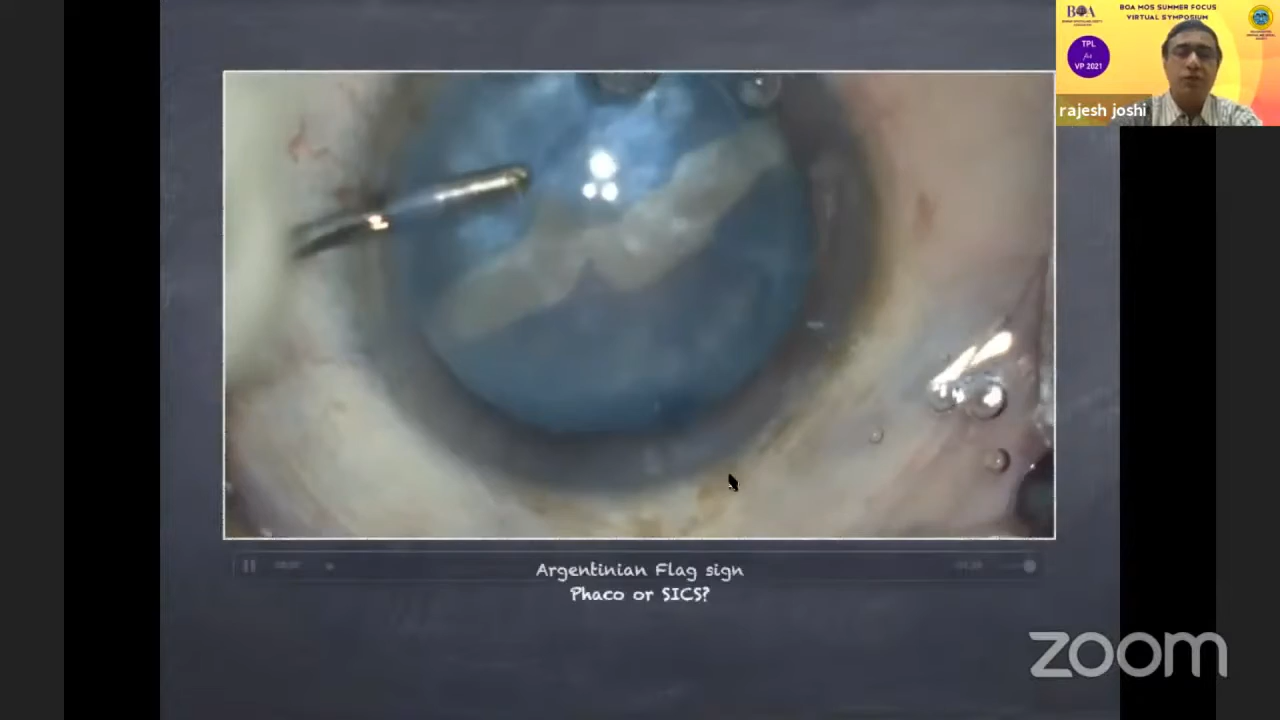 BOA
BOA MOS SUMMER FOCUS
VIRTUAL SYMPOSIUM
TPL
for
VP 2021
rajesh joshi
Argentinian Flag sign
Phaco or SICS?
zoom